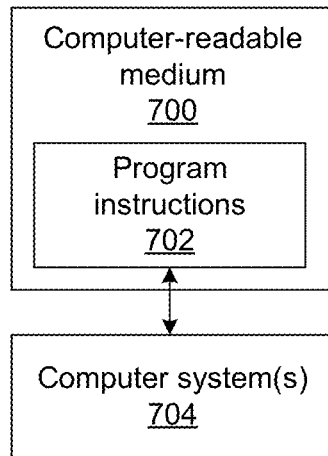 Computer-readable
medium
700
Program
instructions
702
Computer system(s)
704